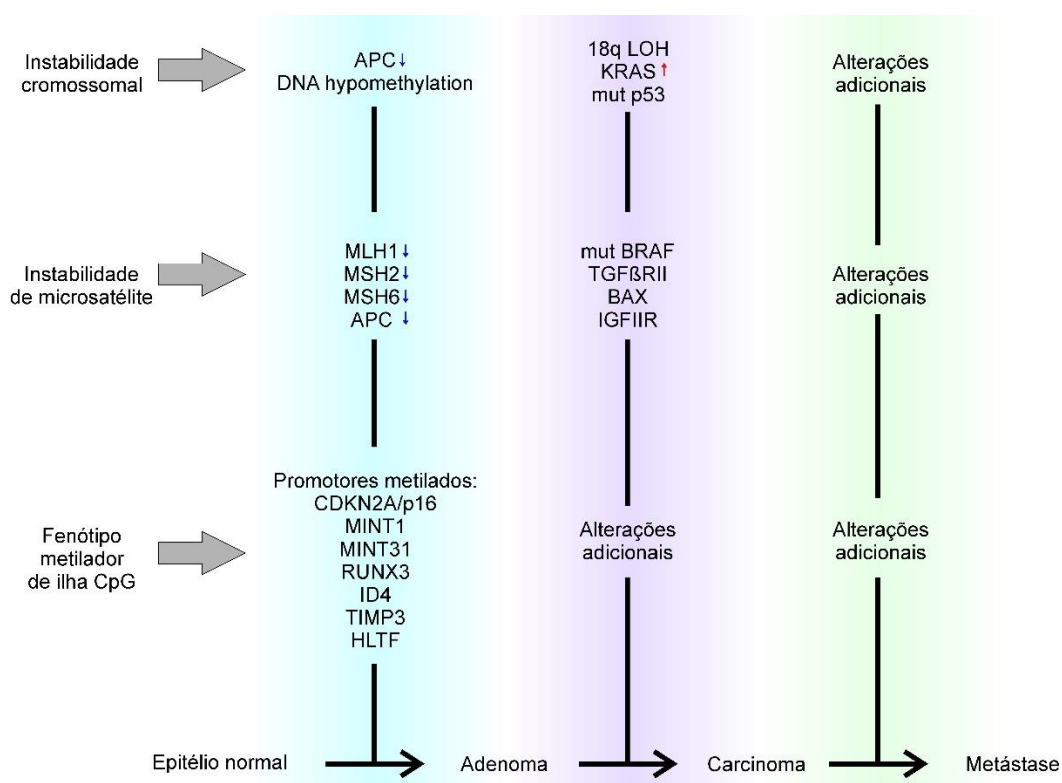 Instabilidade
cromossomal
APC↓
DNA hypomethylation
18q LOH
KRAS↑
mut p53
Alterações
adicionais
Instabilidade
de microsatélite
MLH1↓
MSH2↓
MSH6↓
APC ↓
mut BRAF
TGFßRII
BAX
IGFIIR
Alterações
adicionais
Fenótipo
metilador
de ilha CpG
Promotores metilados:
CDKN2A/p16
MINT1
MINT31
RUNX3
ID4
TIMP3
HLTF
Alterações
adicionais
Alterações
adicionais
Epitélio normal
Adenoma
Carcinoma
Metástase